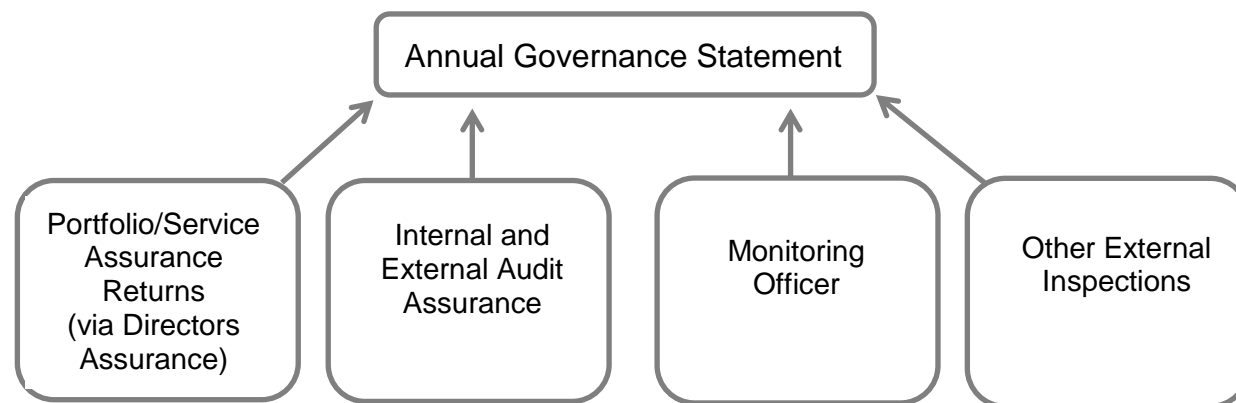 Annual Governance Statement
Portfolio/Service
Assurance
Returns
(via Directors
Assurance)
Internal and
External Audit
Assurance
Monitoring
Officer
Other External
Inspections